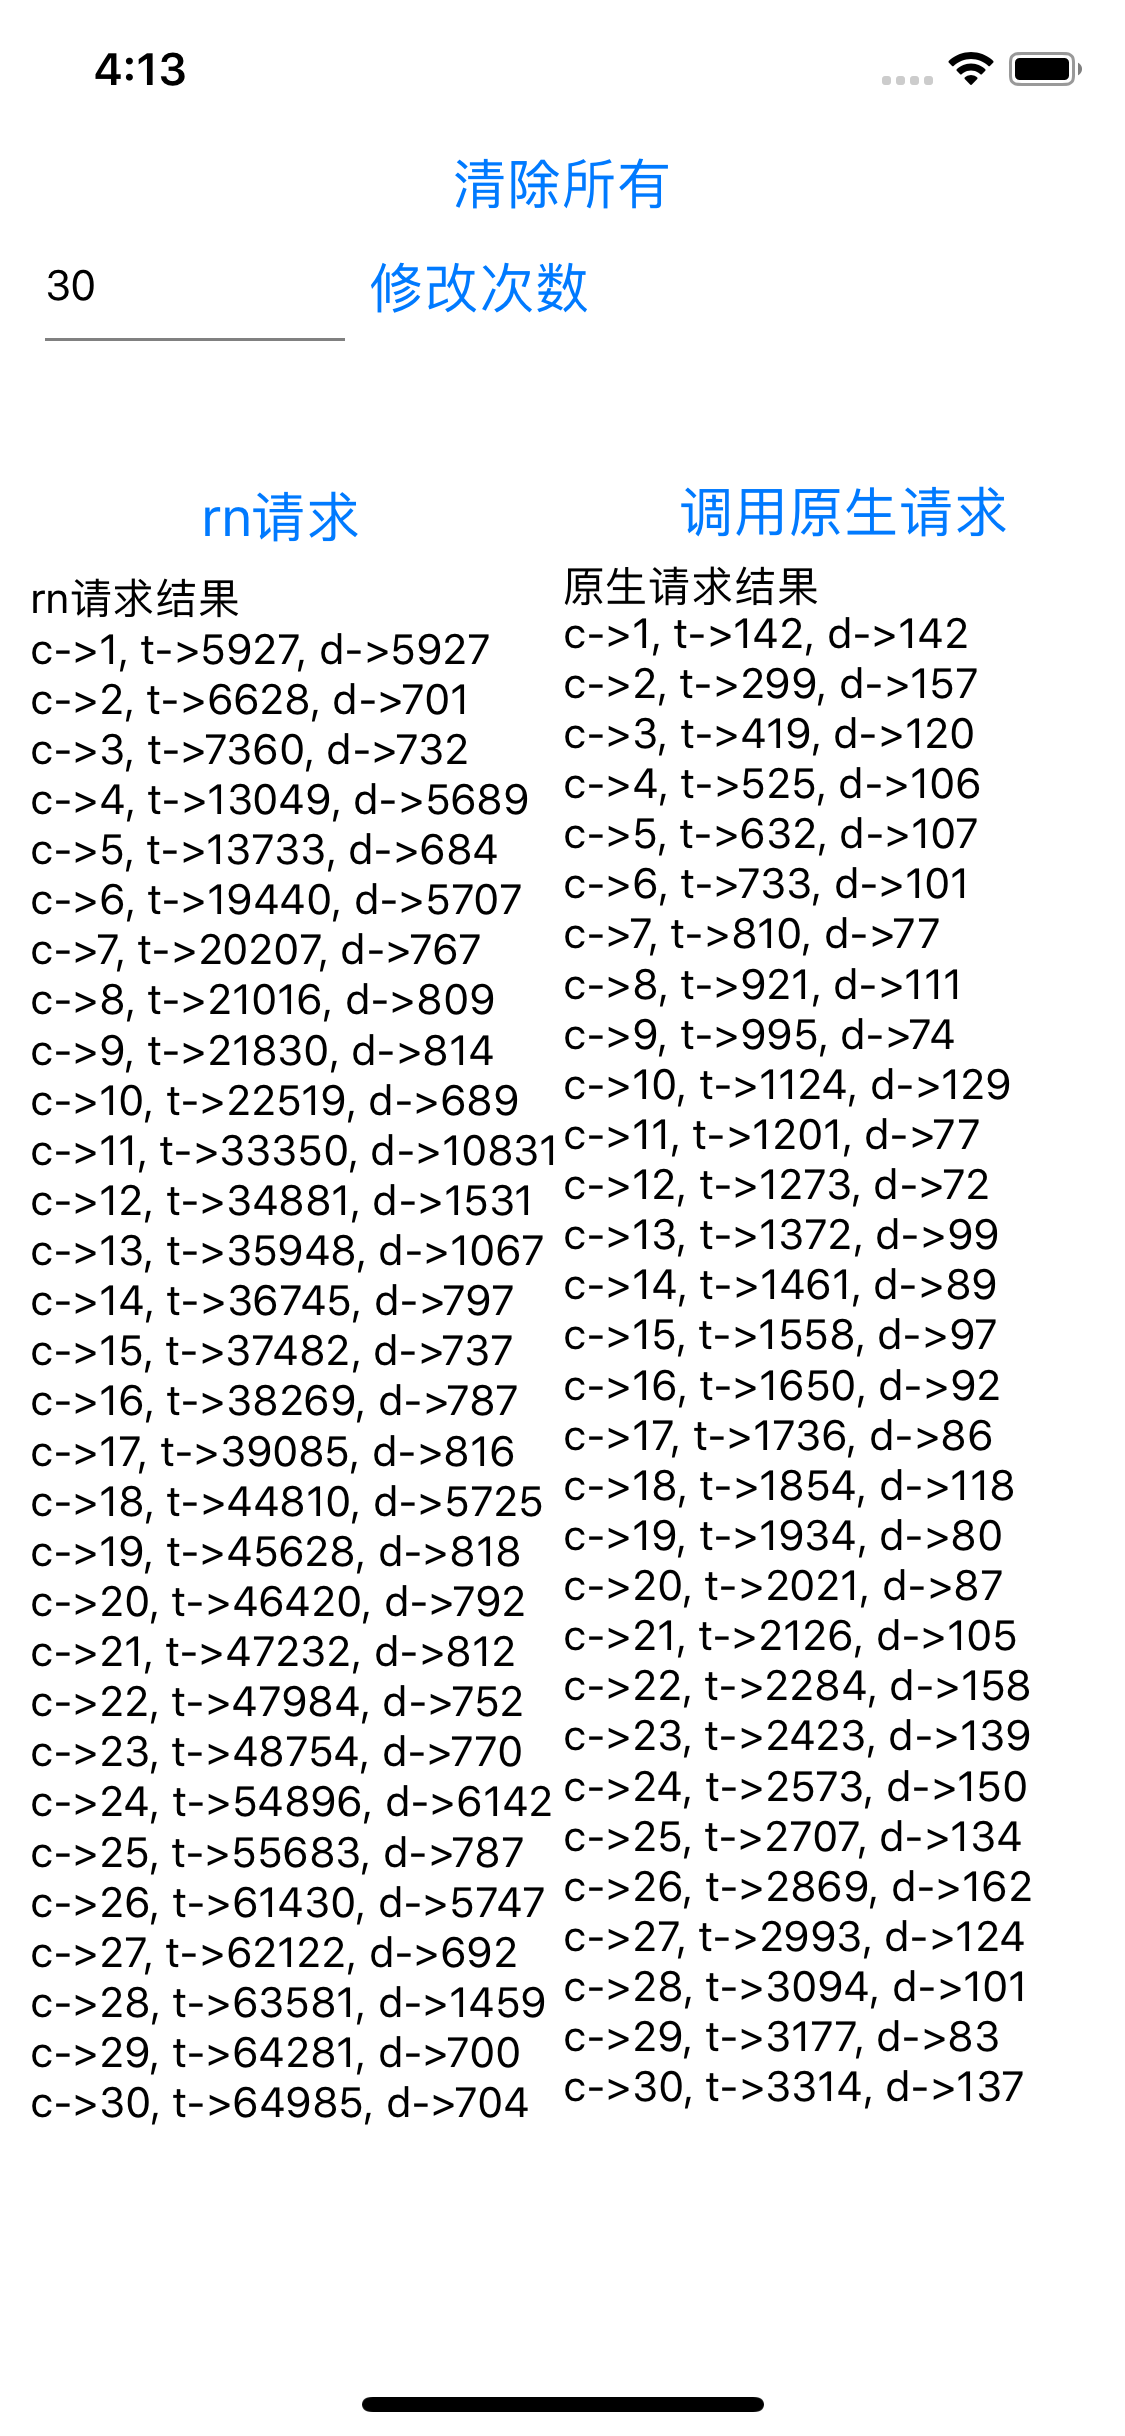 4:13
清除所有
30
修改次数
rn请求
rn请求结果
c->1, t->5927, d->5927
c->2, t->6628, d->701
c->3, t->7360, d->732
c->4, t->13049, d->5689
c->5, t->13733, d->684
c->6, t->19440, d->5707
c->7, t->20207, d->767
c->8, t->21016, d->809
c->9, t->21830, d->814
c->10, t->22519, d->689
c->11, t->33350, d->10831
c->12, t->34881, d->1531
c->13, t->35948, d->1067
c->14, t->36745, d->797
c->15, t->37482, d->737
c->16, t->38269, d->787
c->17, t->39085, d->816
c->18, t->44810, d->5725
c->19, t->45628, d->818
c->20, t->46420, d->792
c->21, t->47232, d->812
c->22, t->47984, d->752
c->23, t->48754, d->770
c->24, t->54896, d->6142
c->25, t->55683, d->787
c->26, t->61430, d->5747
c->27, t->62122, d->692
c->28, t->63581, d->1459
c->29, t->64281, d->700
c->30, t->64985, d->704
调用原生请求
原生请求结果
c->1, t->142, d->142
c->2, t->299, d->157
c->3, t->419, d->120
c->4, t->525, d->106
c->5, t->632, d->107
c->6, t->733, d->101
c->7, t->810, d->77
c->8, t->921, d->111
c->9, t->995, d->74
c->10, t->1124, d->129
c->11, t->1201, d->77
c->12, t->1273, d->72
c->13, t->1372, d->99
c->14, t->1461, d->89
c->15, t->1558, d->97
c->16, t->1650, d->92
c->17, t->1736, d->86
c->18, t->1854, d->118
c->19, t->1934, d->80
c->20, t->2021, d->87
c->21, t->2126, d->105
c->22, t->2284, d->158
c->23, t->2423, d->139
c->24, t->2573, d->150
c->25, t->2707, d->134
c->26, t->2869, d->162
c->27, t->2993, d->124
c->28, t->3094, d->101
c->29, t->3177, d->83
c->30, t->3314, d->137